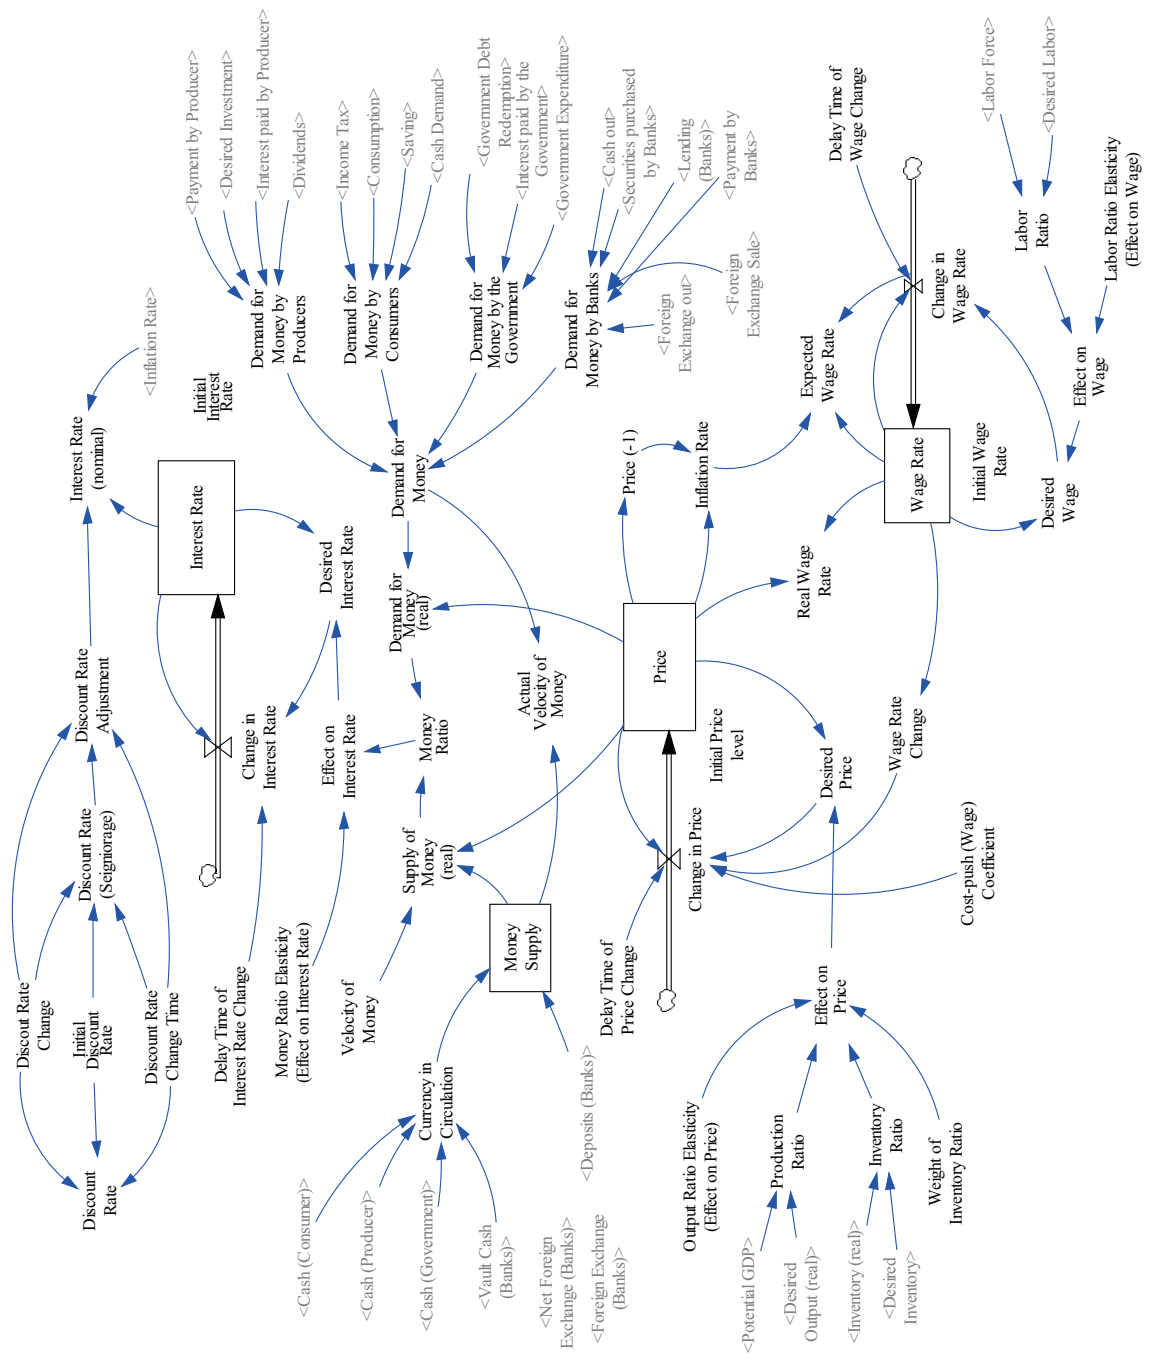 Discout Rate
Change
Initial
Discount
Rate
Discount Rate
Change Time
Discount
Rate
Discount Rate
(Seigniorage)
Discount Rate
Adjustment
Interest Rate
(nominal)
<Inflation Rate>
Initial
Interest
Rate
Interest Rate
Desired
Interest Rate
Change in
Interest Rate
Delay Time of
Interest Rate Change
Money Ratio Elasticity
(Effect on Interest Rate)
Effect on
Interest Rate
Velocity of
Money
Supply of
Money
(real)
Money
Ratio
Demand for
Money
(real)
Demand for
Money
Demand for
Money by
Producers
<Payment by Producer>
<Desired Investment>
<Interest paid by Producer>
<Dividends>
Demand for
Money by
Consumers
<Income Tax>
<Consumption>
<Saving>
<Cash Demand>
Demand for
Money by the
Government
<Government Debt
Redemption>
<Interest paid by the
Government>
<Government Expenditure>
Demand for
Money by Banks
<Cash out>
<Securities purchased
by Banks>
<Lending
(Banks)>
<Payment by
Banks>
<Foreign
Exchange out>
<Foreign
Exchange Sale>
<Cash (Consumer)>
<Cash (Producer)>
<Cash (Government)>
<Vault Cash
(Banks)>
<Net Foreign
Exchange (Banks)>
<Foreign Exchange
(Banks)>
Currency in
Circulation
<Deposits (Banks)>
Money
Supply
Actual
Velocity of
Money
Delay Time of
Price Change
Change in Price
Price
Initial Price
level
Price (-1)
Inflation Rate
Output Ratio Elasticity
(Effect on Price)
Production
Ratio
<Potential GDP>
<Desired
Output (real)>
<Inventory (real)>
<Desired
Inventory>
Inventory
Ratio
Weight of
Inventory Ratio
Effect on
Price
Desired
Price
Wage Rate
Change
Cost-push (Wage)
Coefficient
Real Wage
Rate
Expected
Wage Rate
Delay Time of
Wage Change
Change in
Wage Rate
Wage Rate
Initial Wage
Rate
Desired
Wage
Effect on
Wage
Labor
Ratio
<Labor Force>
<Desired Labor>
Labor Ratio Elasticity
(Effect on Wage)